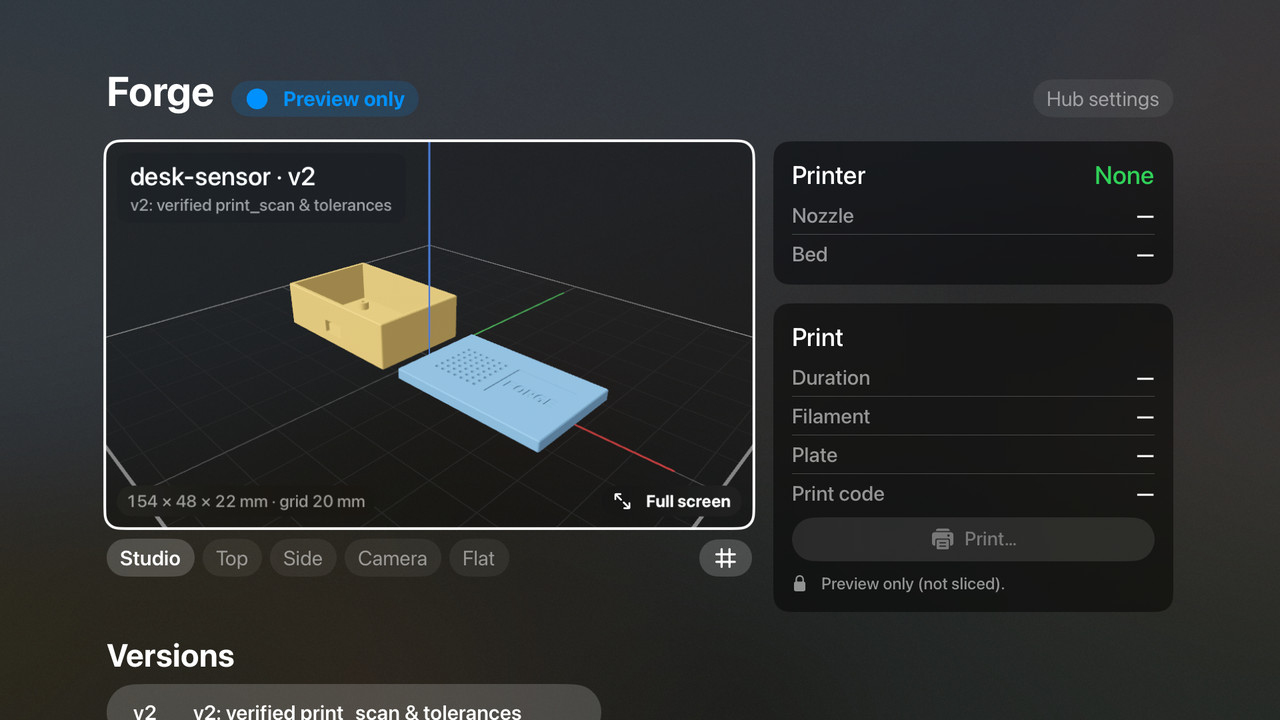 Forge
Preview only
Hub settings
desk-sensor · v2
v2: verified print_scan & tolerances
FORGE
154 × 48 × 22 mm · grid 20 mm
Full screen
Studio
Top
Side
Camera
Flat
Printer None
Nozzle —
Bed —
Print
Duration —
Filament —
Plate —
Print code —
Print...
Preview only (not sliced).
Versions
v2 v2: verified print_scan & tolerances